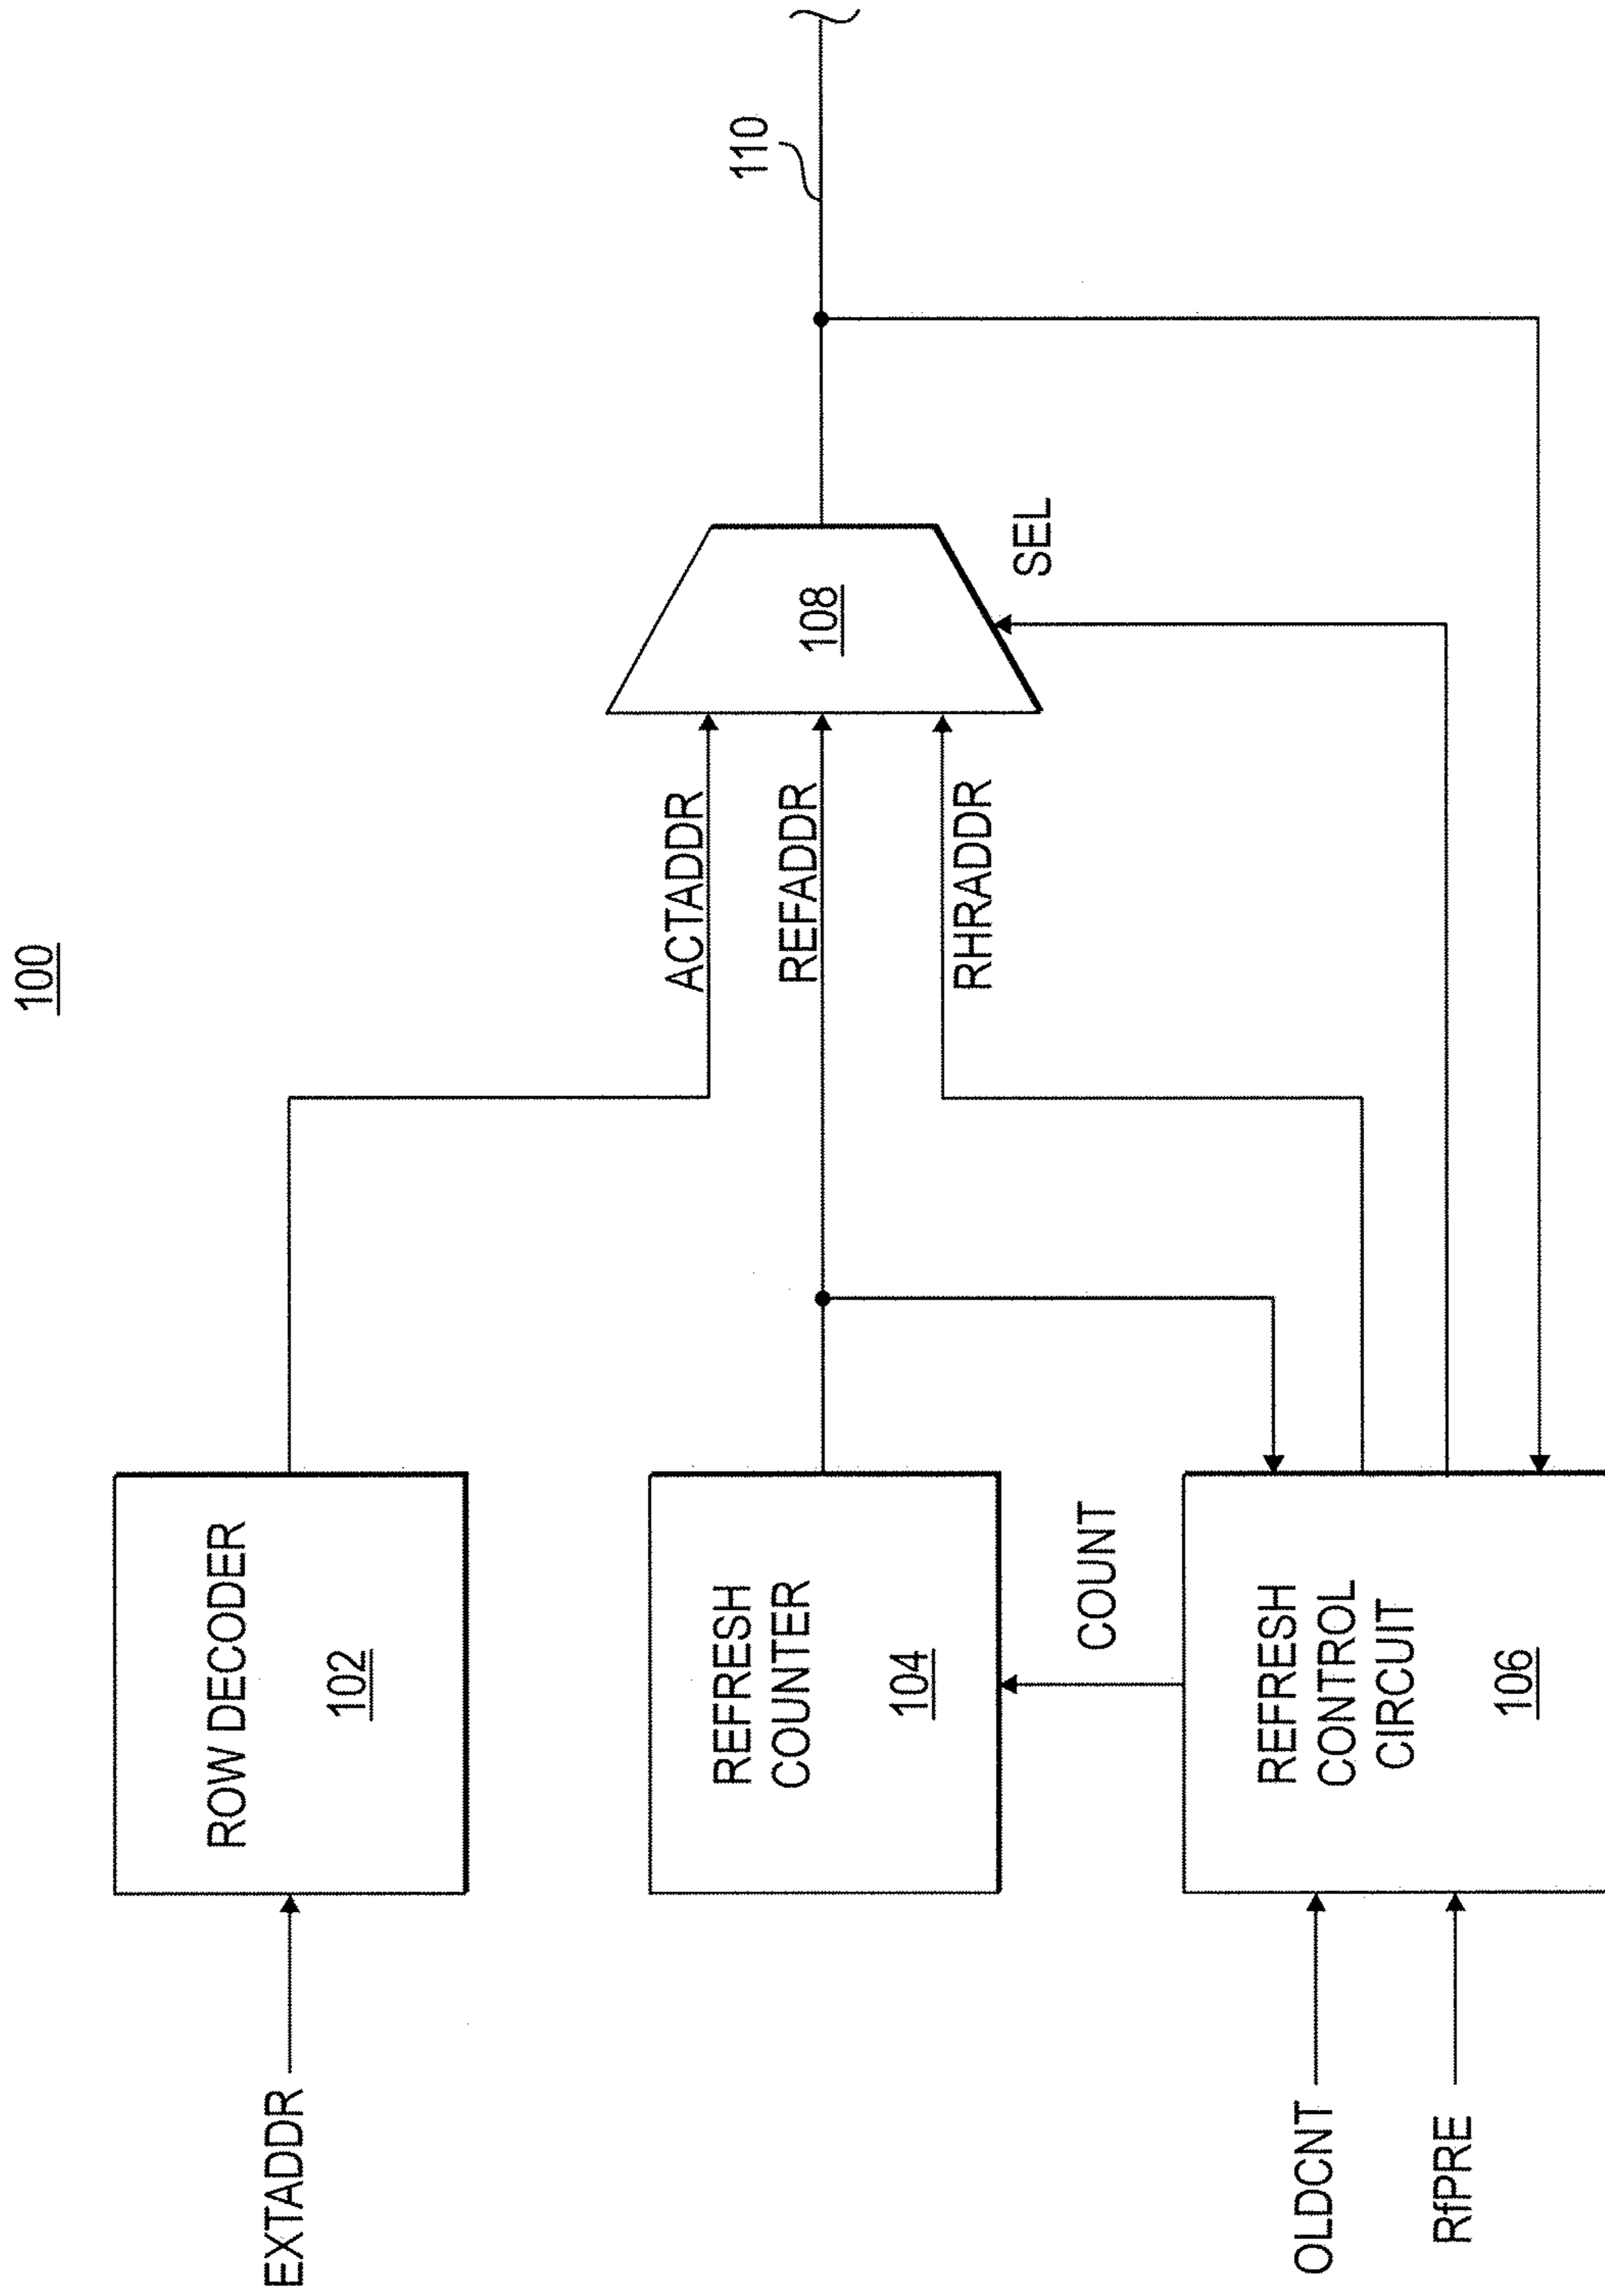 100
EXTADDR
ROW DECODER
102
ACTADDR
REFRESH
COUNTER
104
REFADDR
108
110
RHRADDR
SEL
COUNT
OLDCNT
RfPRE
REFRESH
CONTROL
CIRCUIT
106